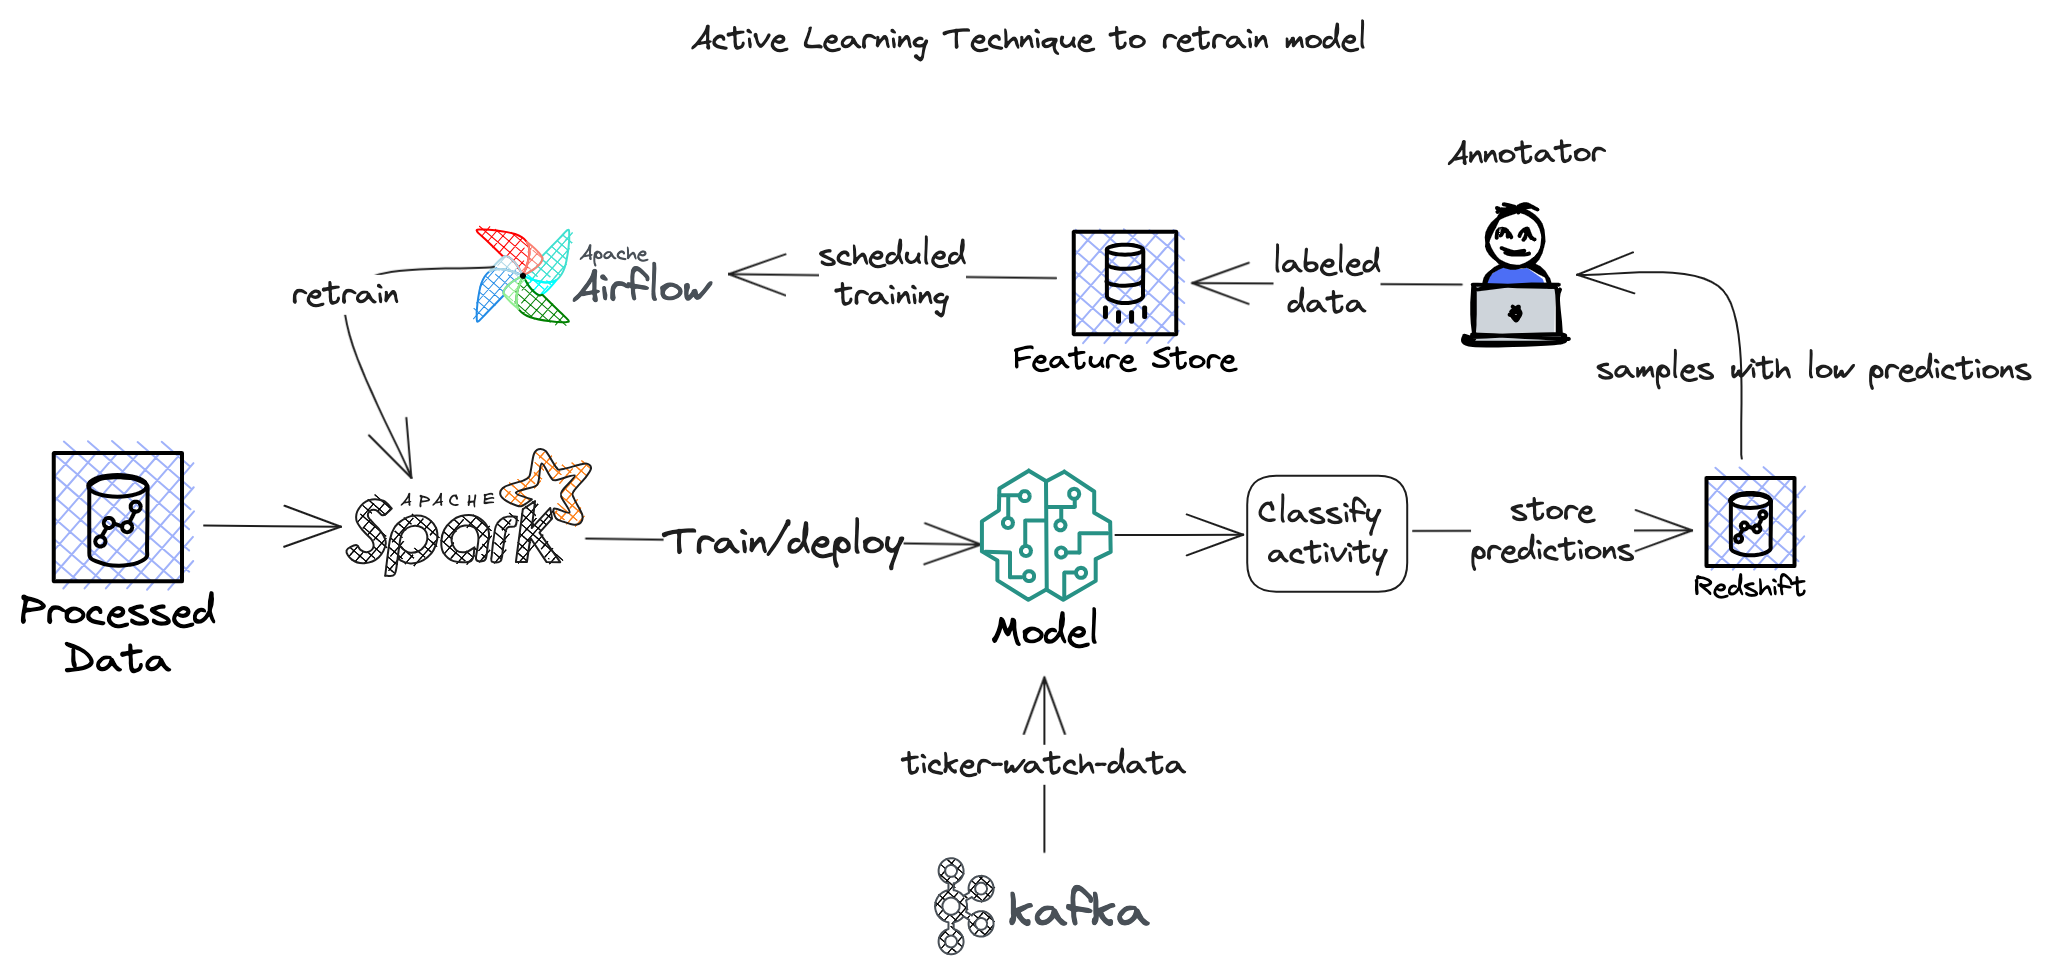 Active Learning Technique to retrain model
Annotator
Apache
Airflow
scheduled
training
labeled
data
retrain
Feature Store
samples with low predictions
APACHE
Spark
Train/deploy
Classify
activity
store
predictions
Redshift
Processed
Data
Model
ticker-watch-data
kafka